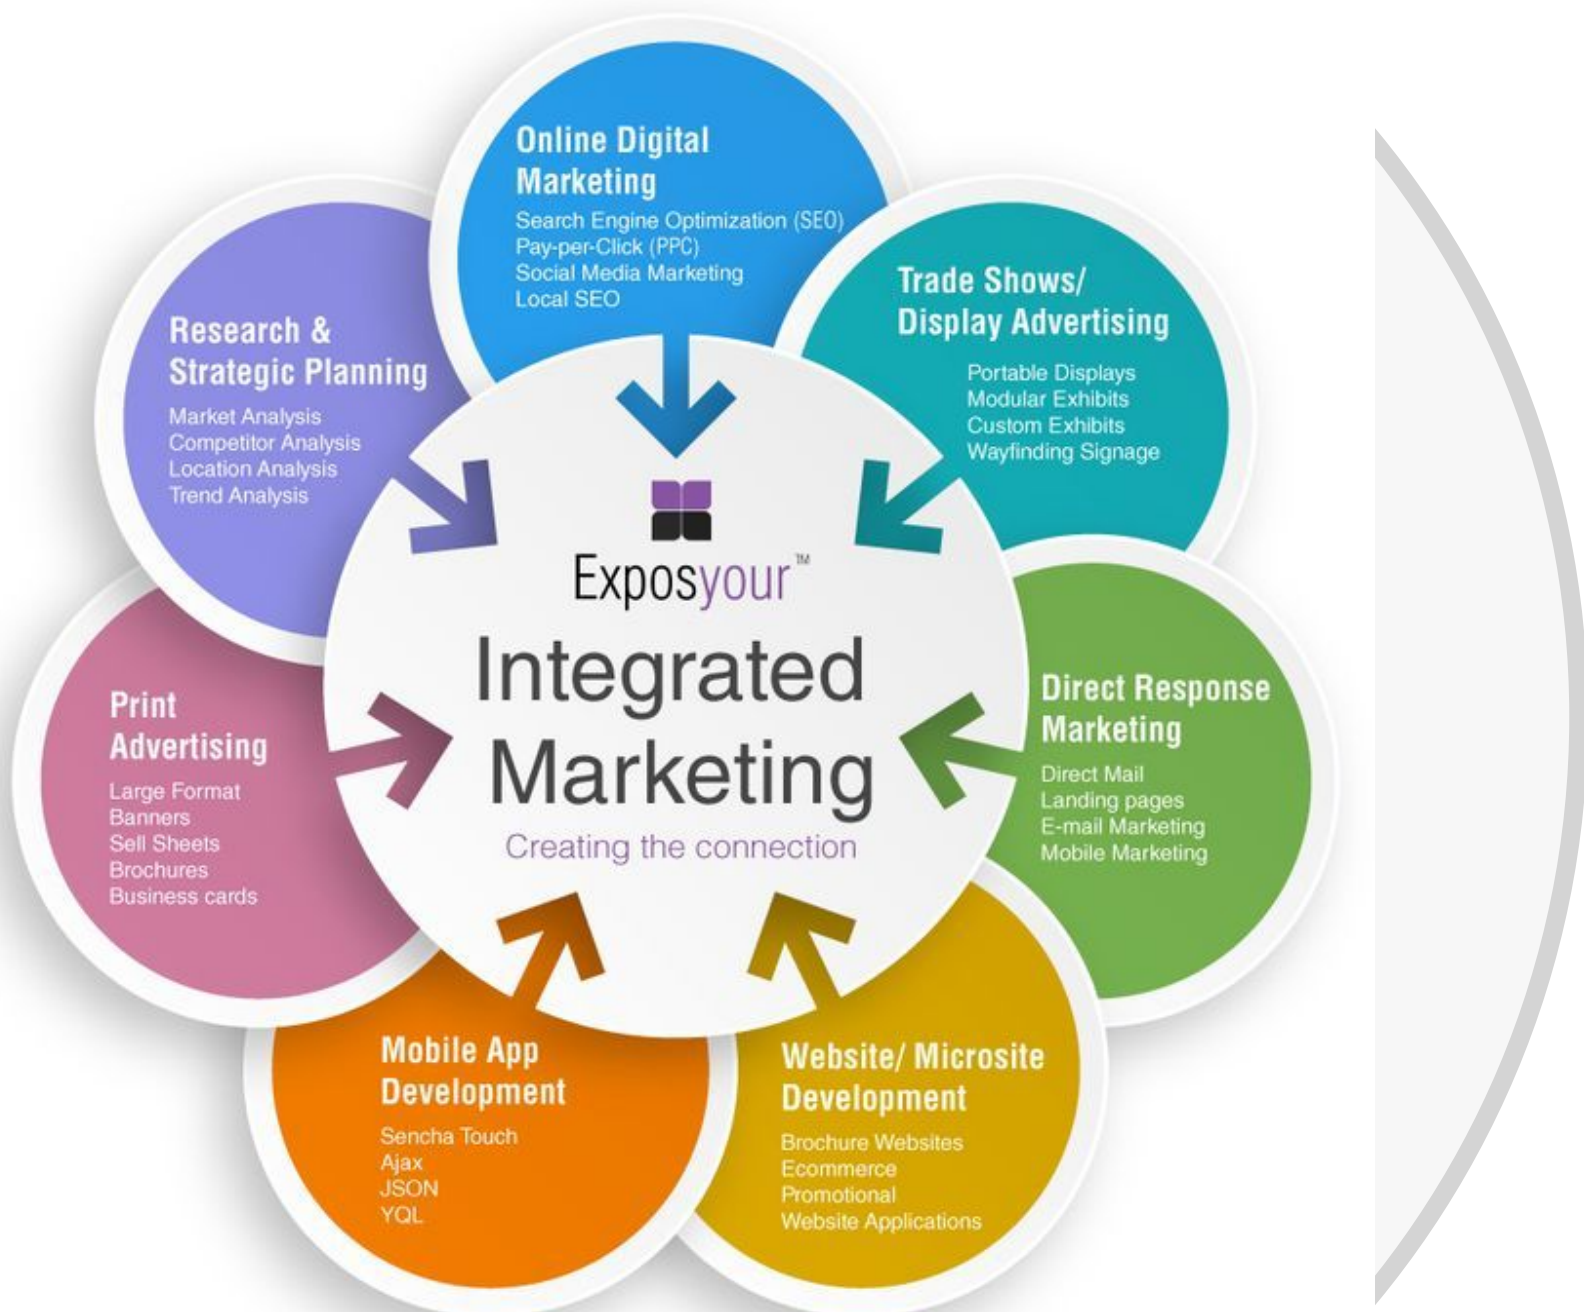 Online Digital
Marketing
Search Engine Optimization (SEO)
Pay-per-Click (PPC)
Social Media Marketing
Local SEO
Trade Shows/
Display Advertising
Portable Displays
Modular Exhibits
Custom Exhibits
Wayfinding Signage
Direct Response
Marketing
Direct Mail
Landing pages
E-mail Marketing
Mobile Marketing
Website/ Microsite
Development
Brochure Websites
Ecommerce
Promotional
Website Applications
Mobile App
Development
Sencha Touch
Ajax
JSON
YQL
Print
Advertising
Large Format
Banners
Sell Sheets
Brochures
Business cards
Research &
Strategic Planning
Market Analysis
Competitor Analysis
Location Analysis
Trend Analysis
Exposyour™
Integrated
Marketing
Creating the connection